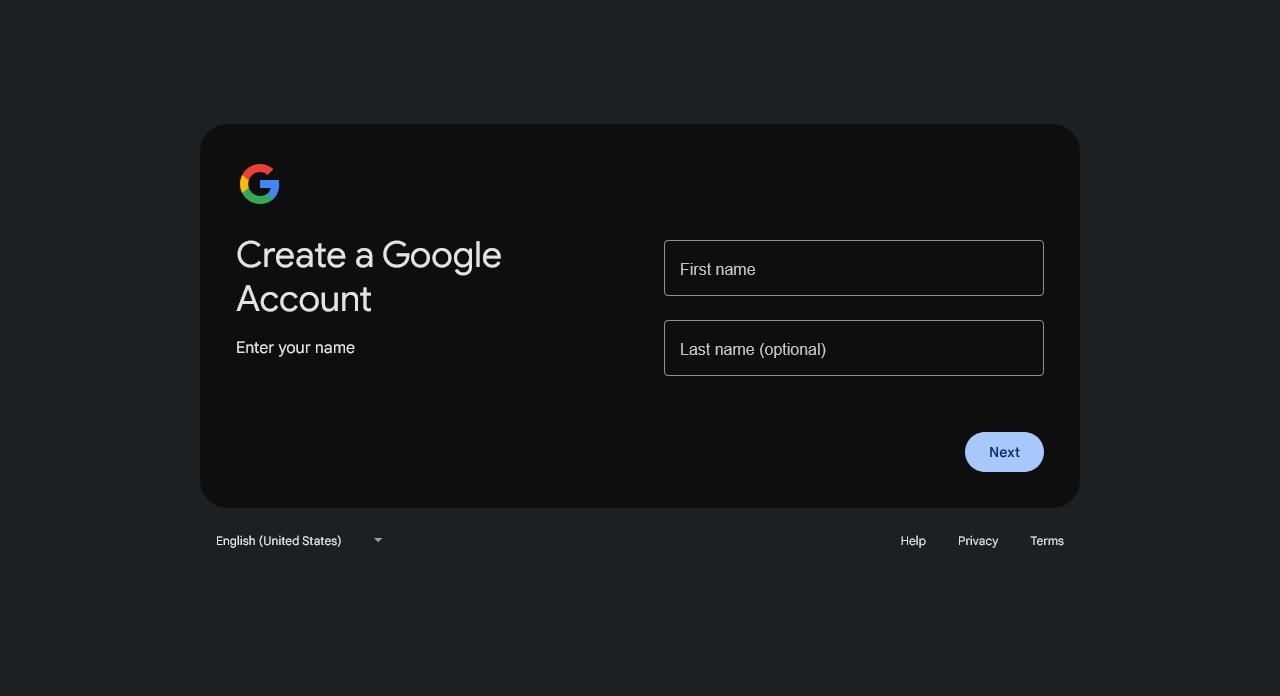 Create a Google
Account
Enter your name
First name
Last name (optional)
Next
English (United States)
Help
Privacy
Terms